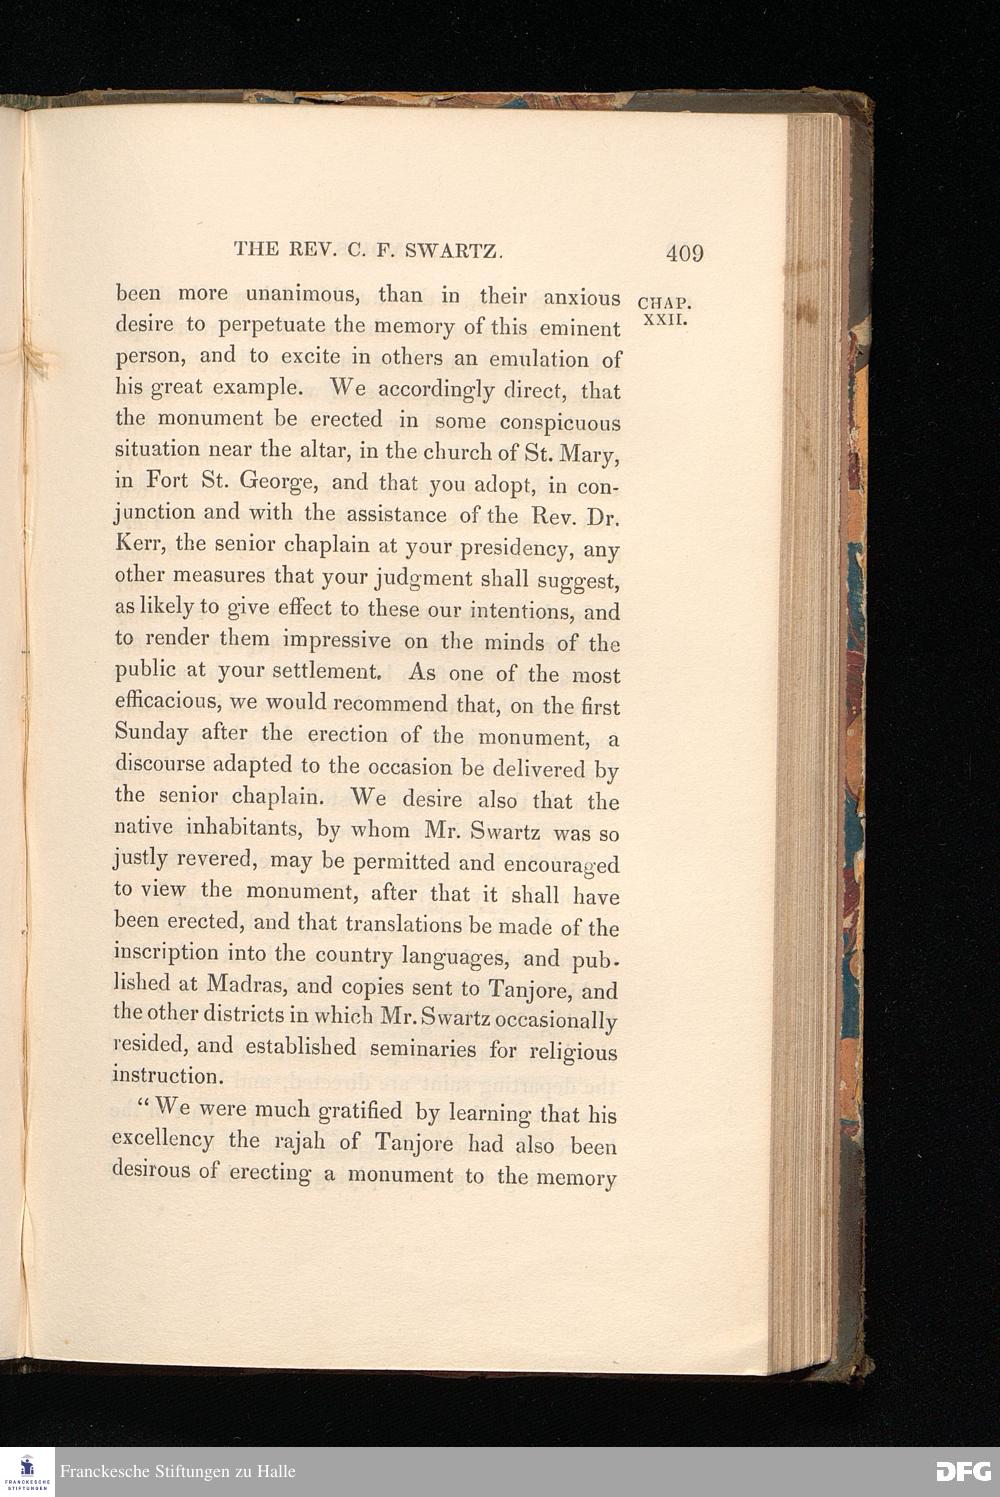 THE REV. C. F. SWARTZ. 409
CHAP.
XXII.
been more unanimous, than in their anxious
desire to perpetuate the memory of this eminent
person, and to excite in others an emulation of
his great example. We accordingly direct, that
the monument be erected in some conspicuous
situation near the altar, in the church of St. Mary,
in Fort St. George, and that you adopt, in con-
junction and with the assistance of the Rev. Dr.
Kerr, the senior chaplain at your presidency, any
other measures that your judgment shall suggest,
as likely to give effect to these our intentions, and
to render them impressive on the minds of the
public at your settlement. As one of the most
efficacious, we would recommend that, on the first
Sunday after the erection of the monument, a
discourse adapted to the occasion be delivered by
the senior chaplain. We desire also that the
native inhabitants, by whom Mr. Swartz was so
justly revered, may be permitted and encouraged
to view the monument, after that it shall have
been erected, and that translations be made of the
inscription into the country languages, and pub-
lished at Madras, and copies sent to Tanjore, and
the other districts in which Mr. Swartz occasionally
resided, and established seminaries for religious
instruction.
“ We were much gratified by learning that his
excellency the rajah of Tanjore had also been
desirous of erecting a monument to the memory
FRANCKESCHE
STIFTUNGEN
Franckesche Stiftungen zu Halle
DFG